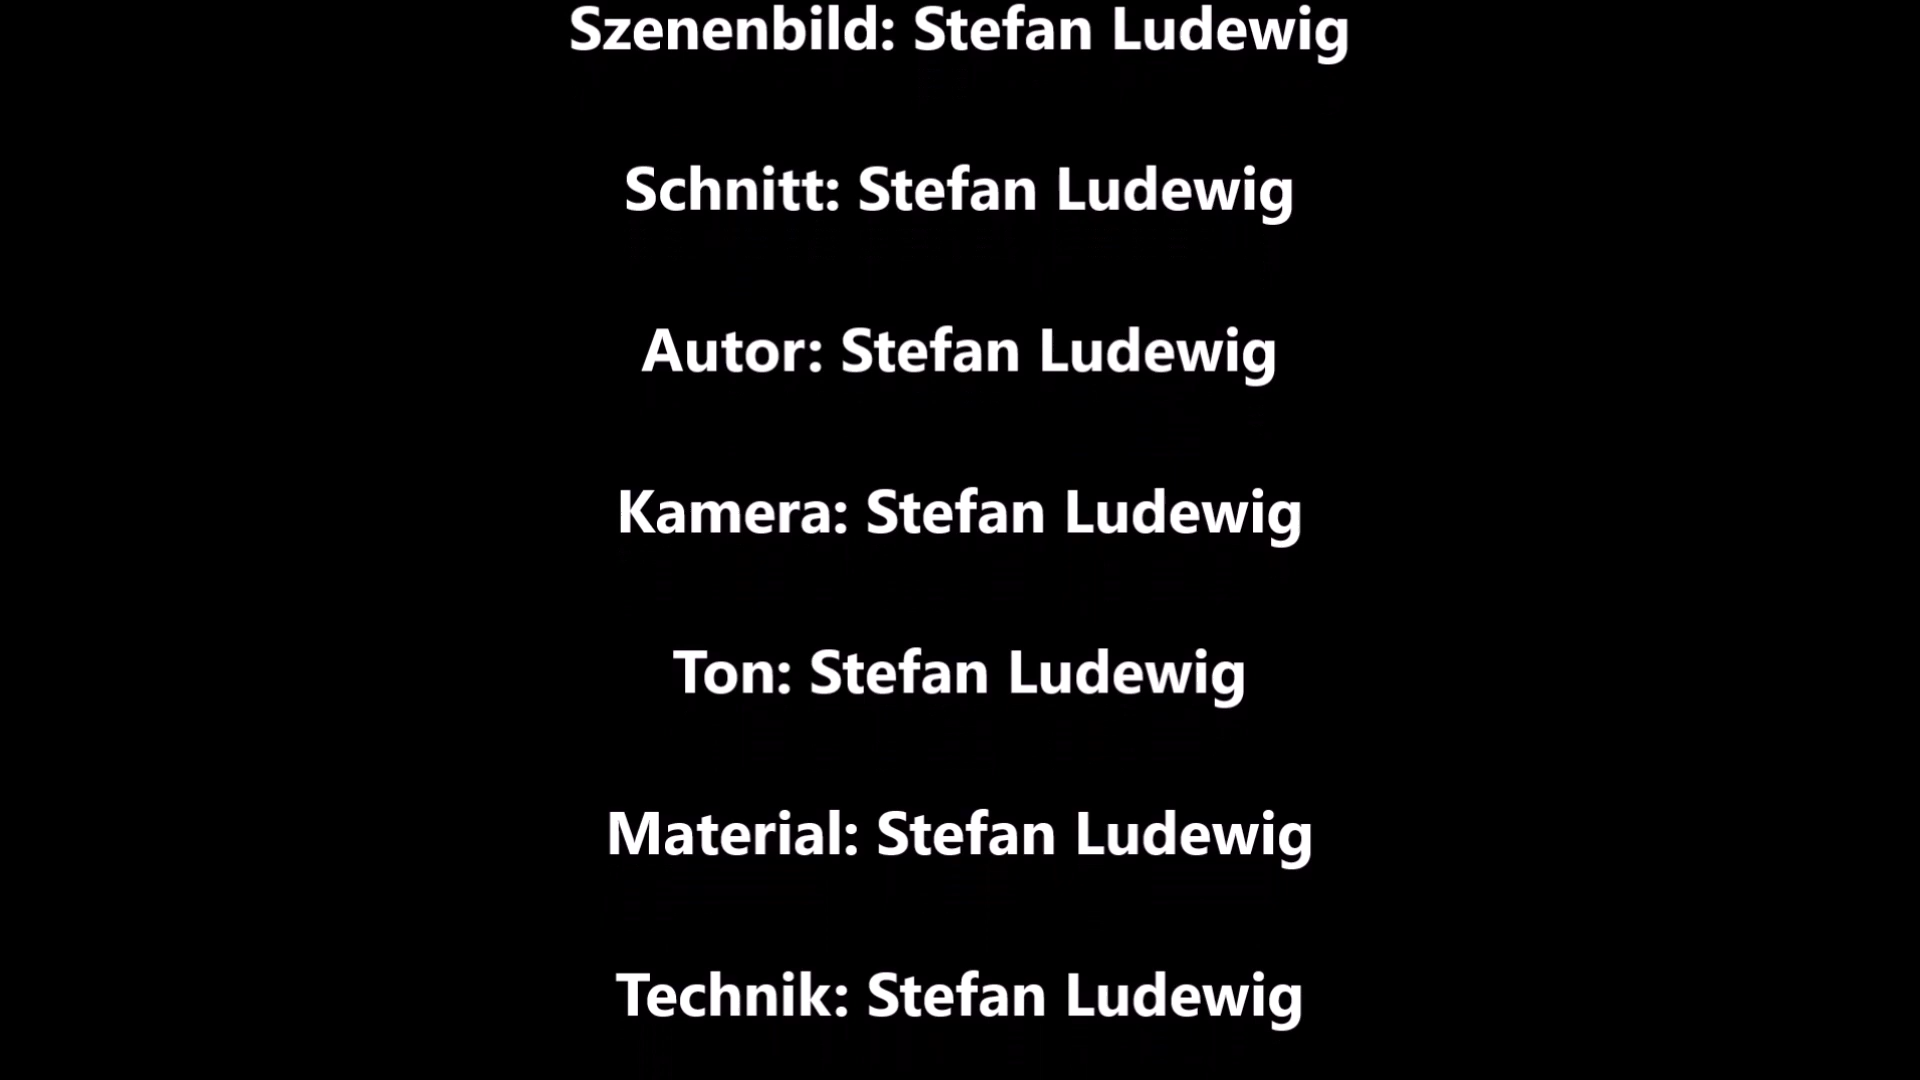 Szenenbild: Stefan Ludewig
Schnitt: Stefan Ludewig
Autor: Stefan Ludewig
Kamera: Stefan Ludewig
Ton: Stefan Ludewig
Material: Stefan Ludewig
Technik: Stefan Ludewig